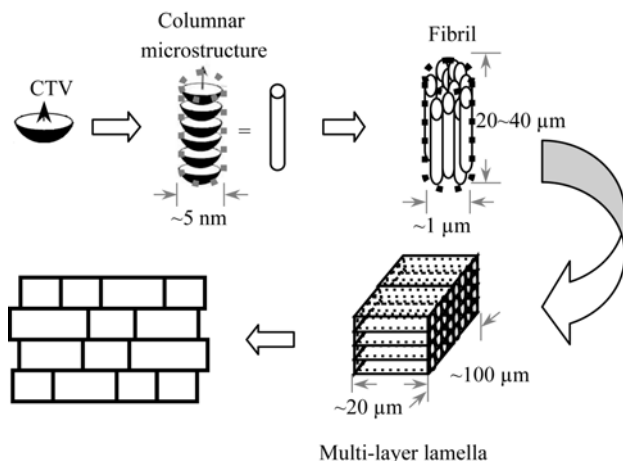 Columnar
microstructure
Fibril
CTV
=
20~40 µm
~5 nm
~1 µm
~100 µm
~20 µm
Multi-layer lamella